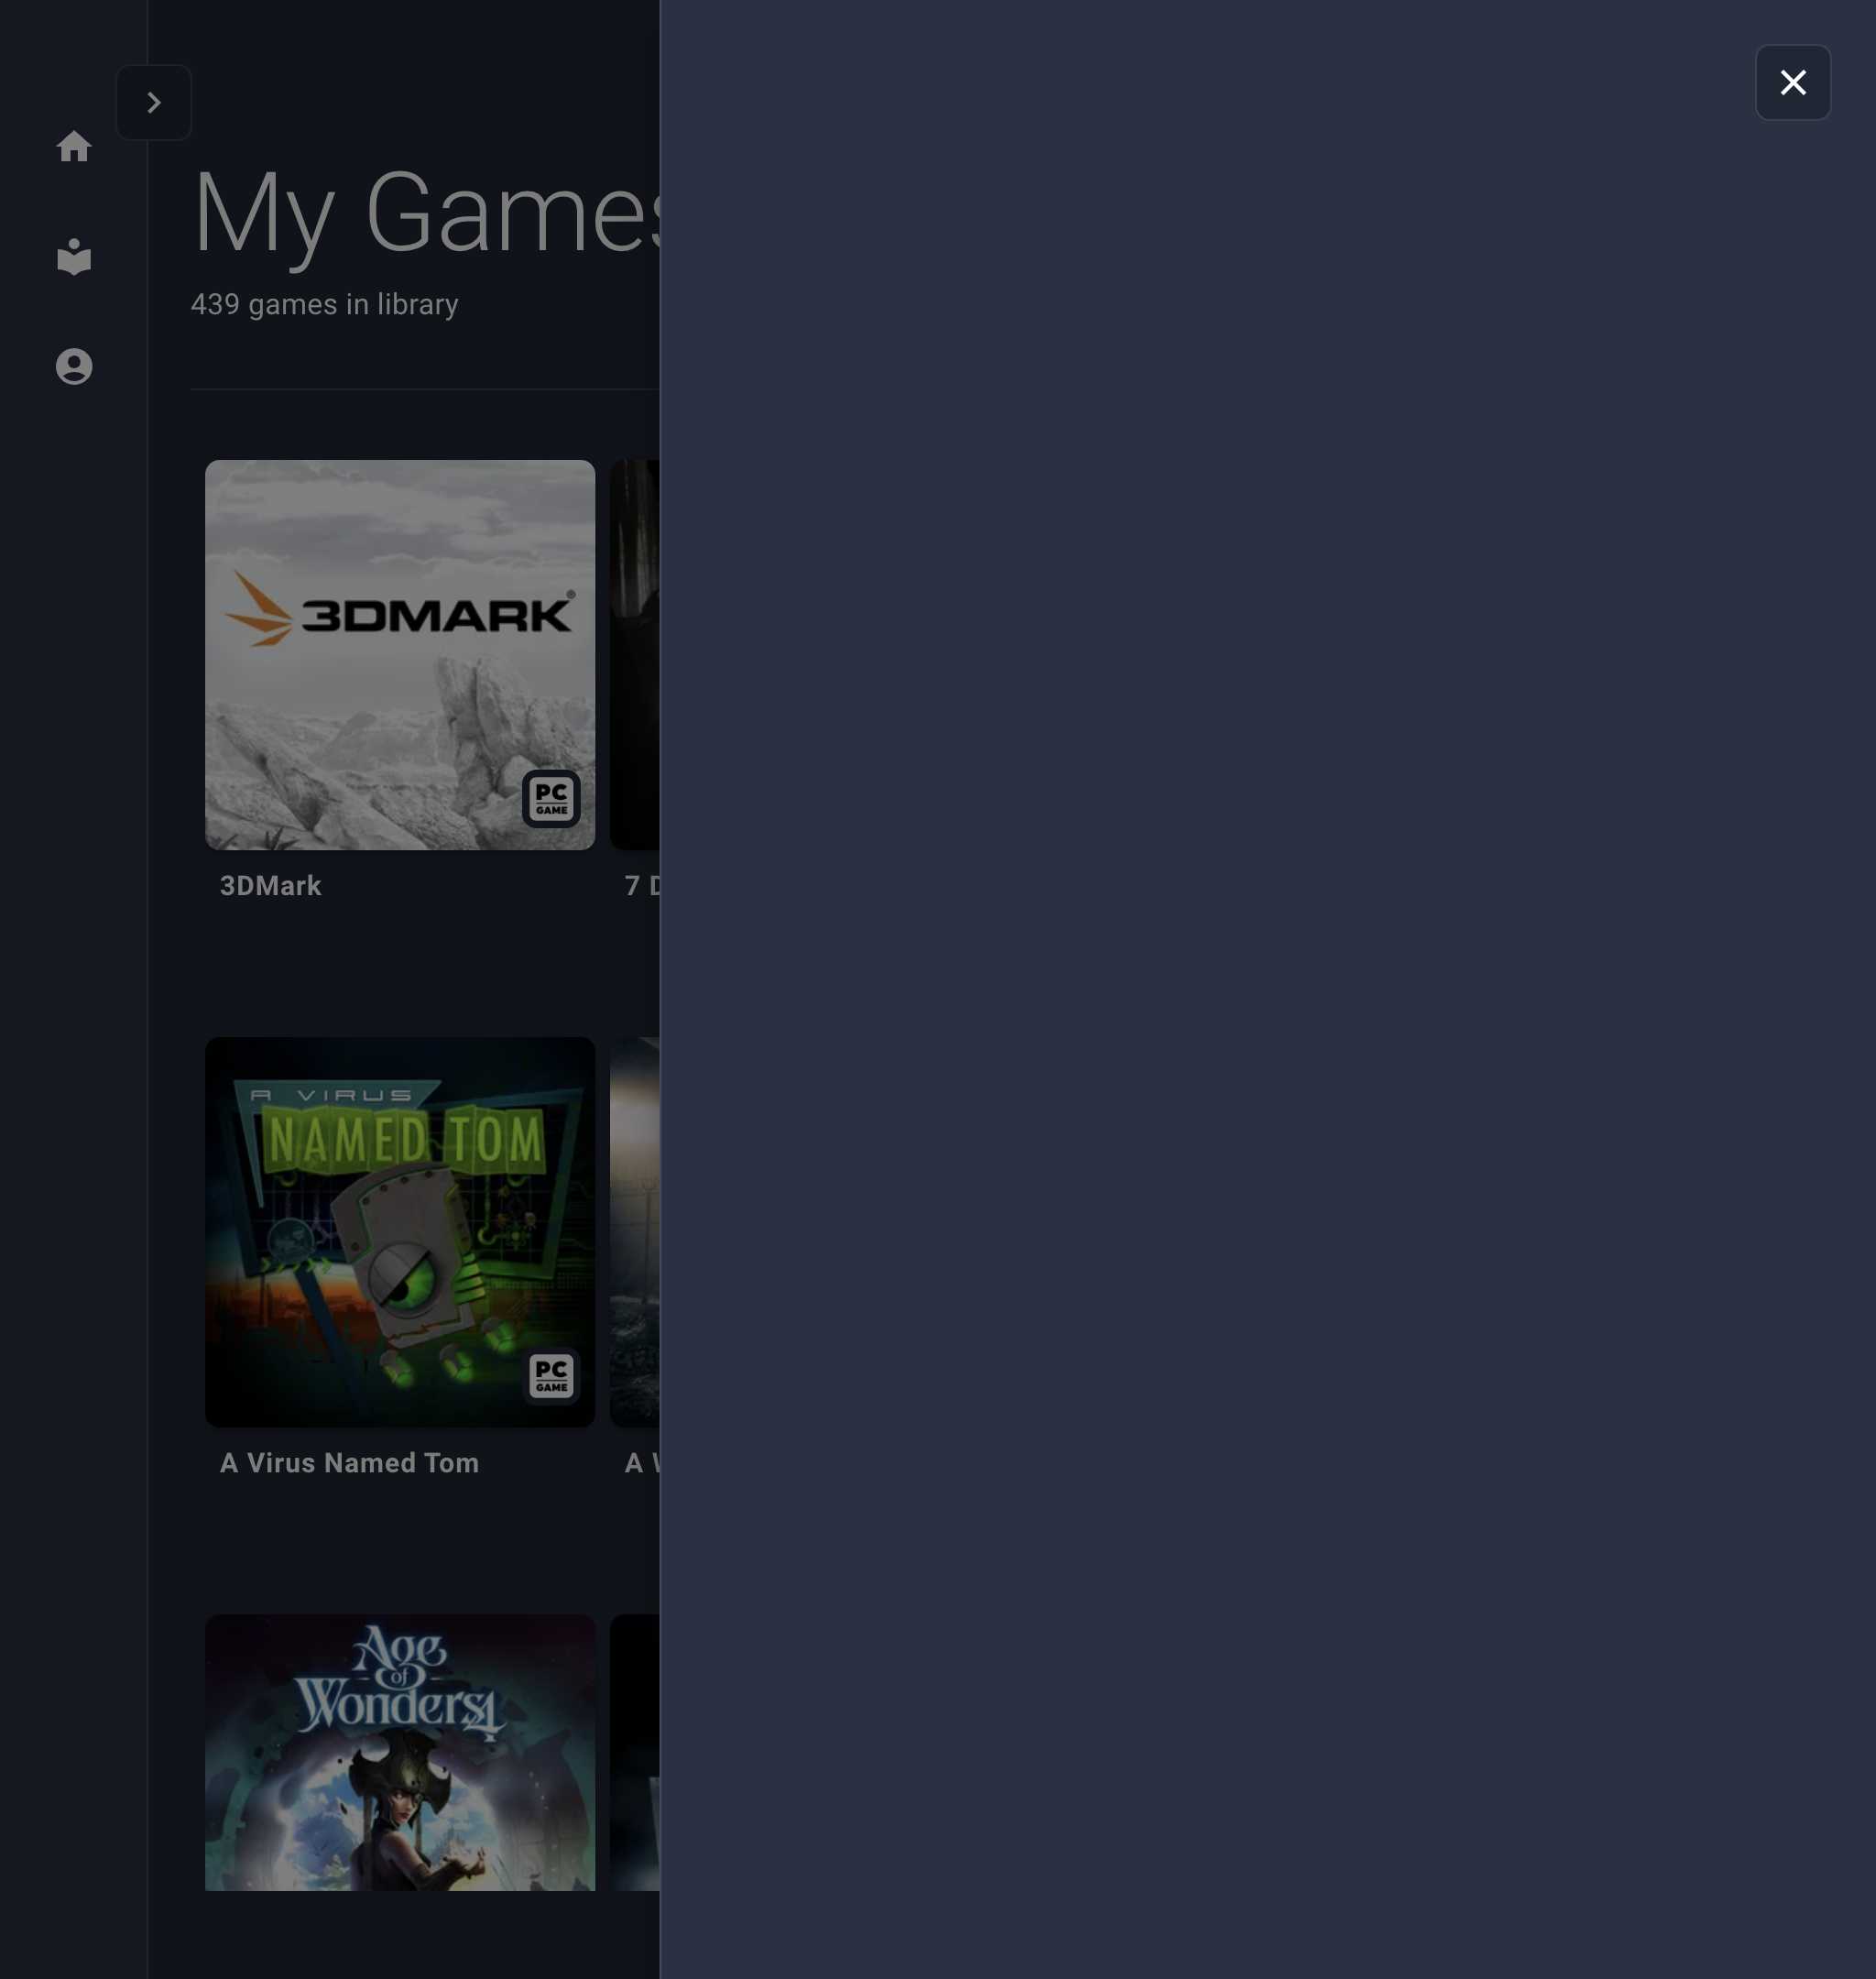 My Games
439 games in library
3DMARK®
PC
GAME
3DMark
7 D
A VIRUS
NAMED TOM
PC
GAME
A Virus Named Tom
A
Age
of
Wonders 4